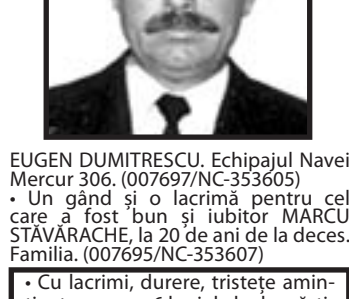 EUGEN DUMITRESCU. Echipajul Navei
Mercur 306. (007697/NC-353605)
• Un gând și o lacrimă pentru cel
care a fost bun și iubitor MARCU
STĂVĂRACHE, la 20 de ani de la deces.
Familia. (007695/NC-353607)
• Cu lacrimi, durere, tristețe amin-